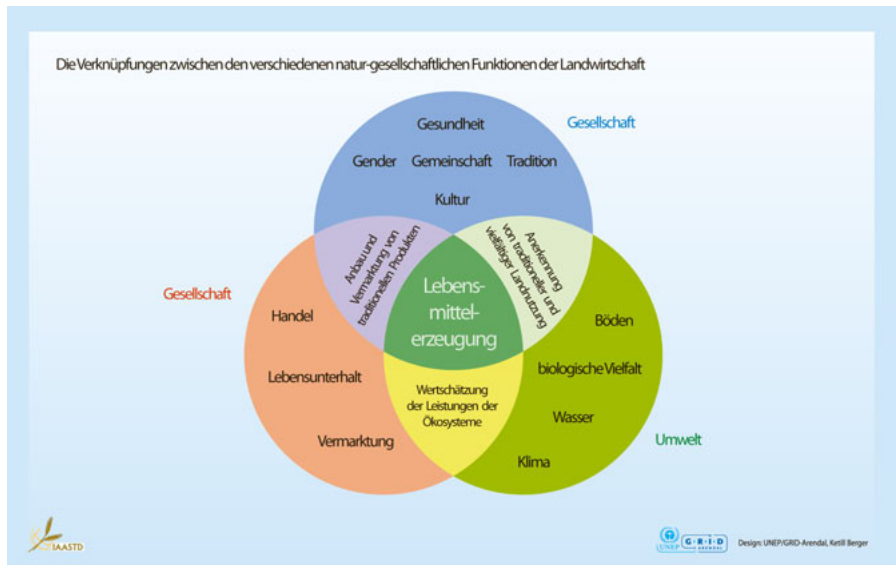 Die Verknüpfungen zwischen den verschiedenen natur-gesellschaftlichen Funktionen der Landwirtschaft
Gesundheit
Gesellschaft
Gender
Gemeinschaft
Tradition
Kultur
Anbau und
Vermarktung von
traditionellen Produkten
Anerkennung
von traditioneller und
vielfältiger Landnutzung
Gesellschaft
Lebens-
mittel-
erzeugung
Handel
Böden
Lebensunterhalt
biologische Vielfalt
Wertschätzung
der Leistungen der
Ökosysteme
Wasser
Vermarktung
Umwelt
Klima
IAASTD
UNEP
G R I D
ARENDAL
Design: UNEP/GRID-Arendal, Ketill Berger